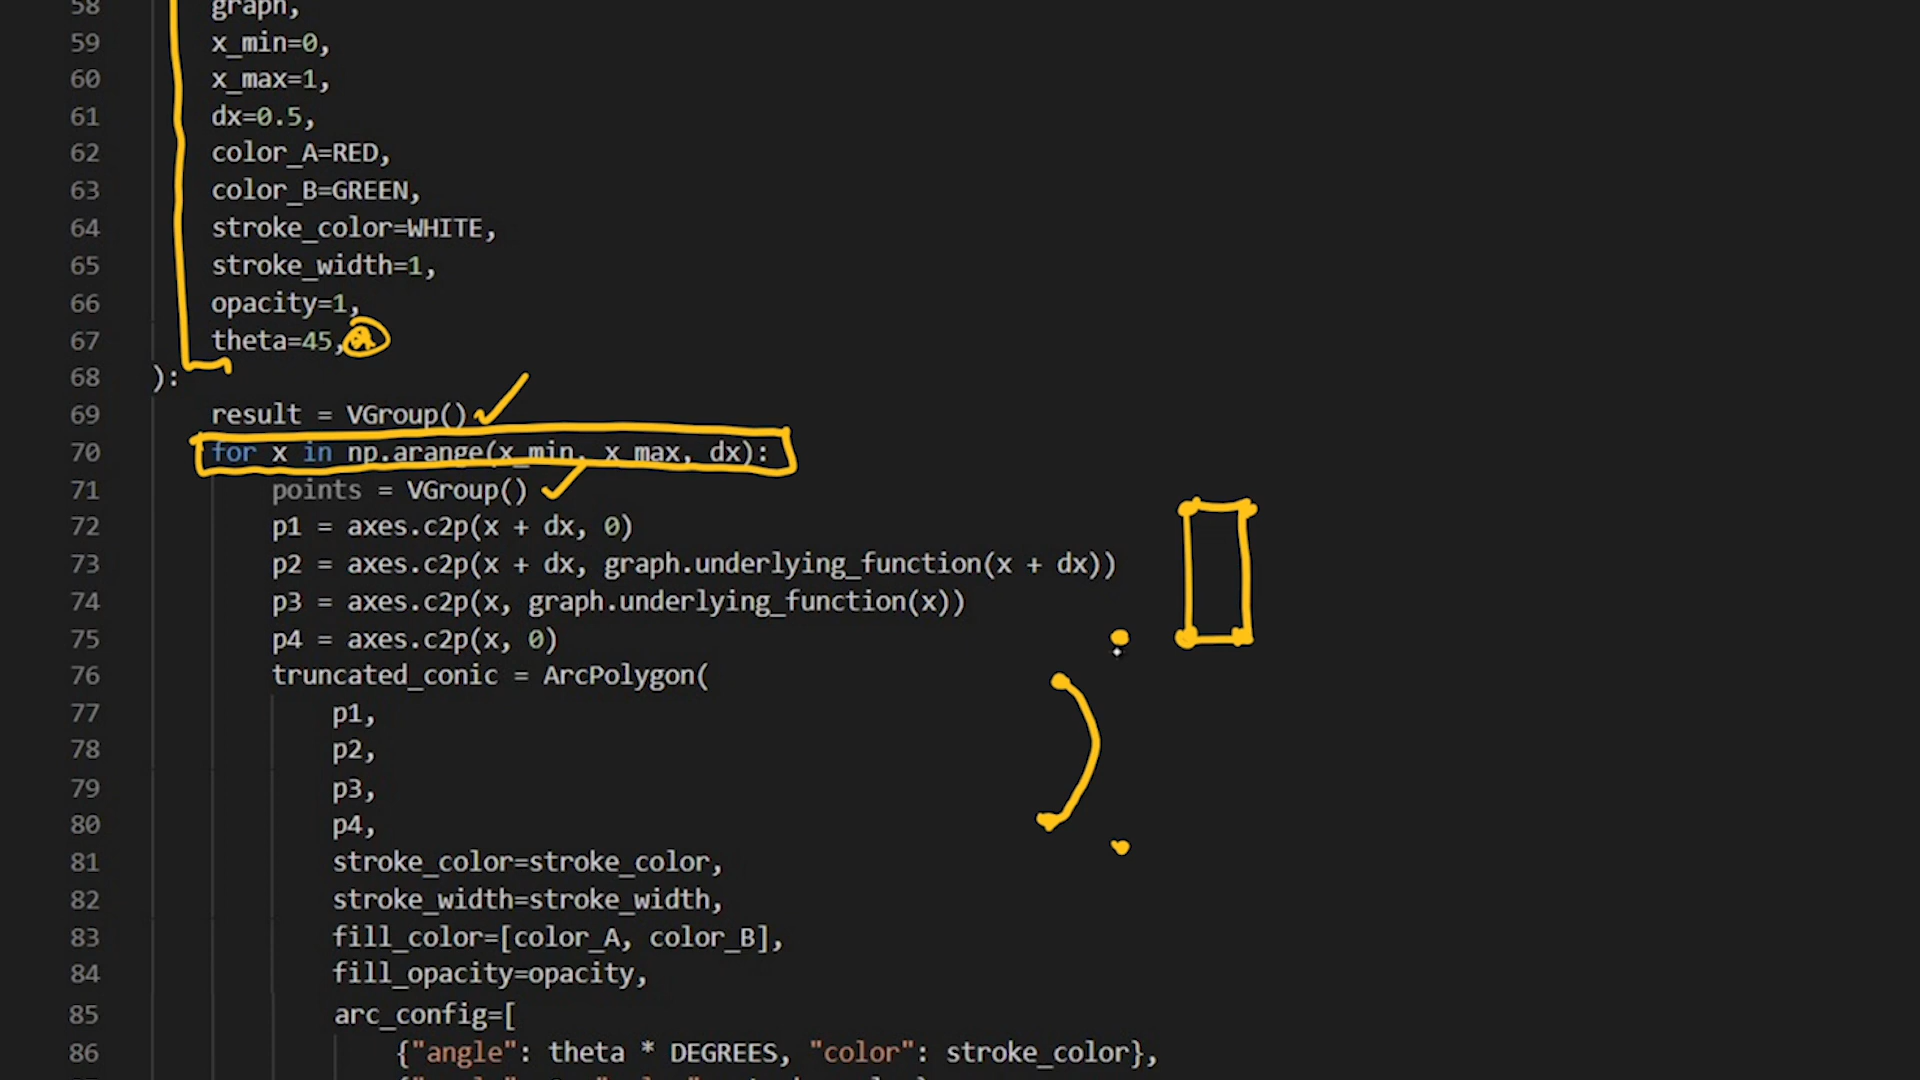 58 graph,
59 x_min=0,
60 x_max=1,
61 dx=0.5,
62 color_A=RED,
63 color_B=GREEN,
64 stroke_color=WHITE,
65 stroke_width=1,
66 opacity=1,
67 theta=45,
68 ):
69 result = VGroup()
70 for x in np.arange(x_min, x_max, dx):
71 points = VGroup()
72 p1 = axes.c2p(x + dx, 0)
73 p2 = axes.c2p(x + dx, graph.underlying_function(x + dx))
74 p3 = axes.c2p(x, graph.underlying_function(x))
75 p4 = axes.c2p(x, 0)
76 truncated_conic = ArcPolygon(
77 p1,
78 p2,
79 p3,
80 p4,
81 stroke_color=stroke_color,
82 stroke_width=stroke_width,
83 fill_color=[color_A, color_B],
84 fill_opacity=opacity,
85 arc_config=[
86 {"angle": theta * DEGREES, "color": stroke_color},